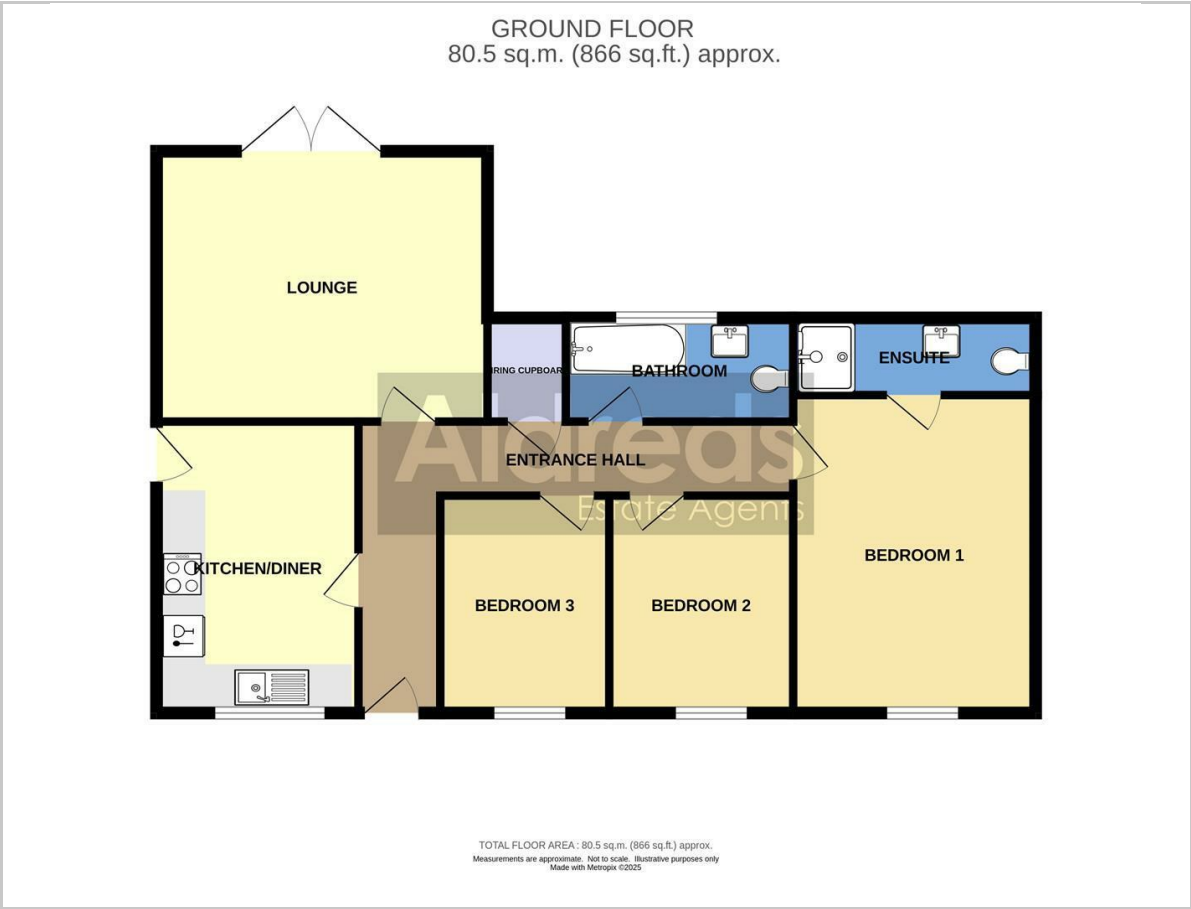 GROUND FLOOR
80.5 sq.m. (866 sq.ft.) approx.
LOUNGE
IRING CUPBOAR
BATHROOM
ENSUITE
Aldreds
ENTRANCE HALL
Estate Agents
KITCHEN/DINER
BEDROOM 3
BEDROOM 2
BEDROOM 1
TOTAL FLOOR AREA : 80.5 sq.m. (866 sq.ft.) approx.
Measurements are approximate. Not to scale. Illustrative purposes only
Made with Metropix ©2025